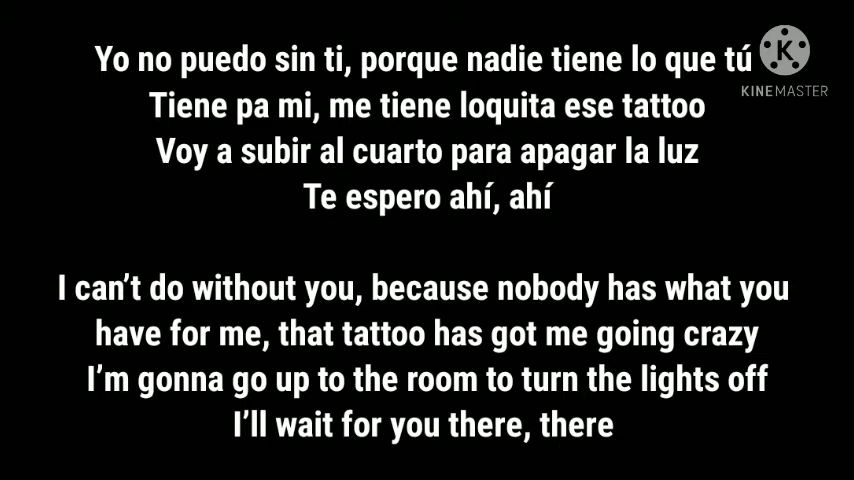 Yo no puedo sin ti, porque nadie tiene lo que tú
Tiene pa mi, me tiene loquita ese tattoo
Voy a subir al cuarto para apagar la luz
Te espero ahí, ahí
I can't do without you, because nobody has what you
have for me, that tattoo has got me going crazy
I'm gonna go up to the room to turn the lights off
I'll wait for you there, there
K
KINEMASTER